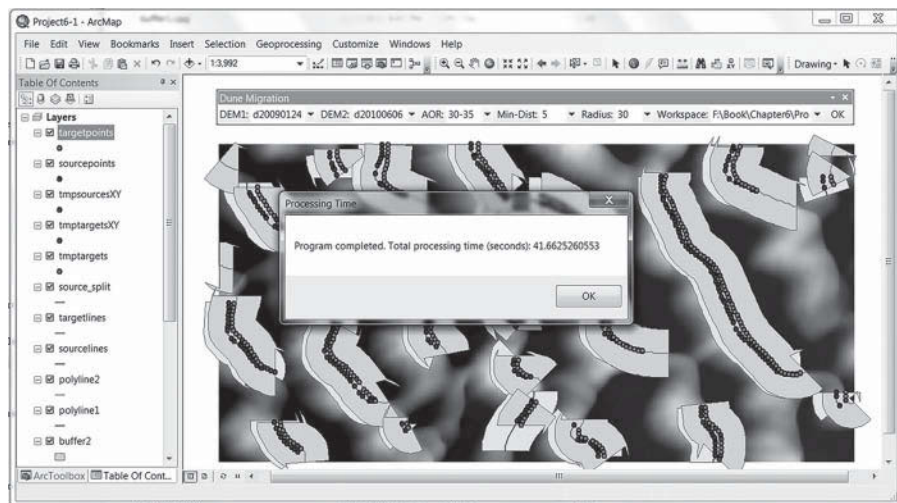 Project6-1 - ArcMap
File Edit View Bookmarks Insert Selection Geoprocessing Customize Windows Help
1:3,992
Drawing
Table Of Contents
Dune Migration
DEM1: d20090124 DEM2: d20100606 AOR: 30-35 Min-Dist: 5 Radius: 30 Workspace: F:\Book\Chapter6\Pro OK
Layers
targetpoints
sourcepoints
tmpsourcesXY
tmptargetsXY
tmptargets
source_split
targetlines
sourcelines
polyline2
polyline1
buffer2
Processing Time
Program completed. Total processing time (seconds): 41.6625260553
OK
ArcToolbox Table Of Cont...